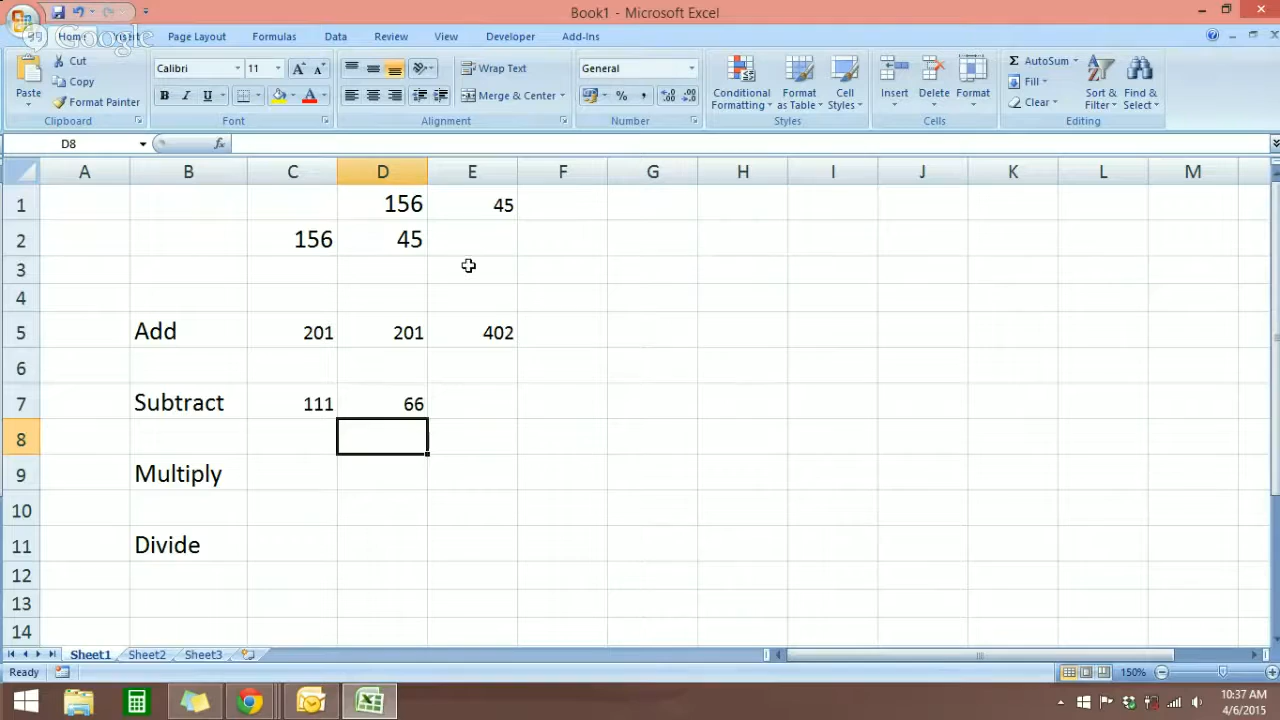 Book1 - Microsoft Excel
Home Insert Page Layout Formulas Data Review View Developer Add-Ins
Google
Paste
Cut
Copy
Format Painter
Clipboard
Calibri 11
B I U
Font
Wrap Text
Merge & Center
Alignment
General
% ,
Number
Conditional Formatting
Format as Table
Cell Styles
Styles
Insert Delete Format
Cells
Σ AutoSum
Fill
Clear
Sort & Filter
Find & Select
Editing
D8 fx
A B C D E F G H I J K L M
1 156 45
2 156 45
3
4
5 Add 201 201 402
6
7 Subtract 111 66
8
9 Multiply
10
11 Divide
12
13
14
Sheet1 Sheet2 Sheet3
Ready 150%
10:37 AM
4/6/2015